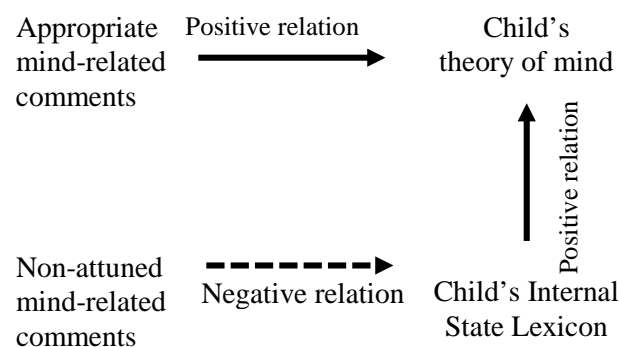 Appropriate
mind-related
comments
Positive relation
Child's
theory of mind
Positive relation
Non-attuned
mind-related
comments
Negative relation
Child's Internal
State Lexicon